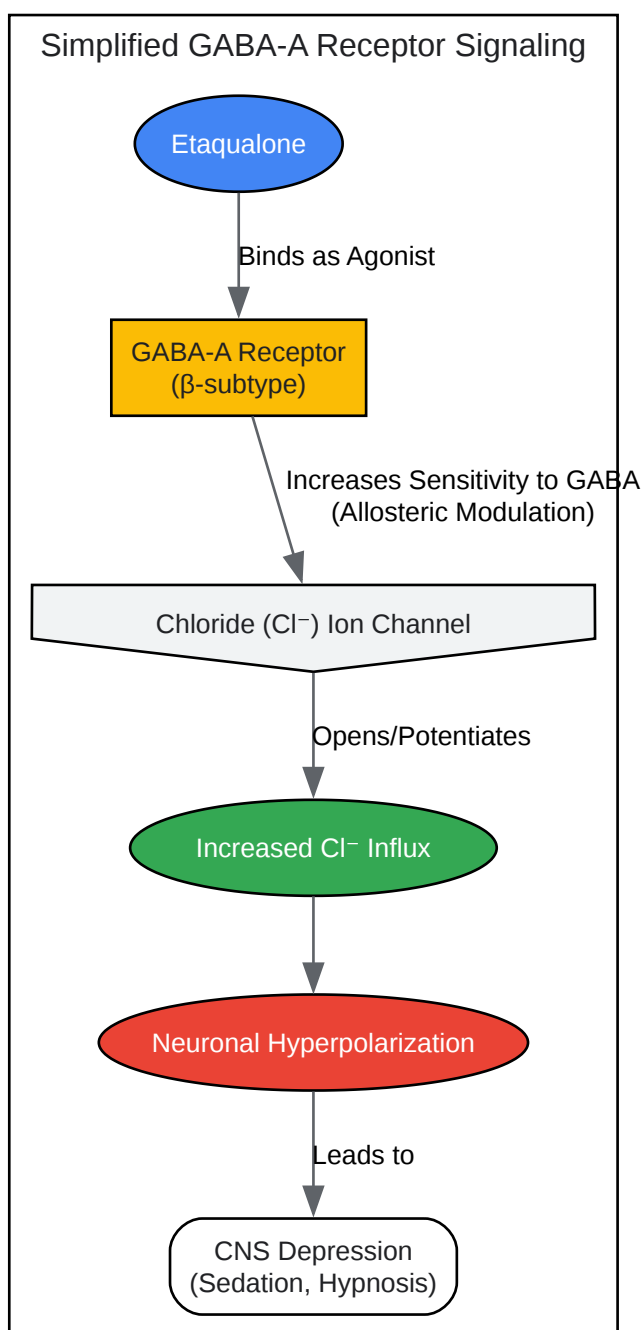 Simplified GABA-A Receptor Signaling
Etaqualone
Binds as Agonist
GABA-A Receptor
(β-subtype)
Increases Sensitivity to GABA
(Allosteric Modulation)
Chloride (Cl⁻) Ion Channel
Opens/Potentiates
Increased Cl⁻ Influx
Neuronal Hyperpolarization
Leads to
CNS Depression
(Sedation, Hypnosis)